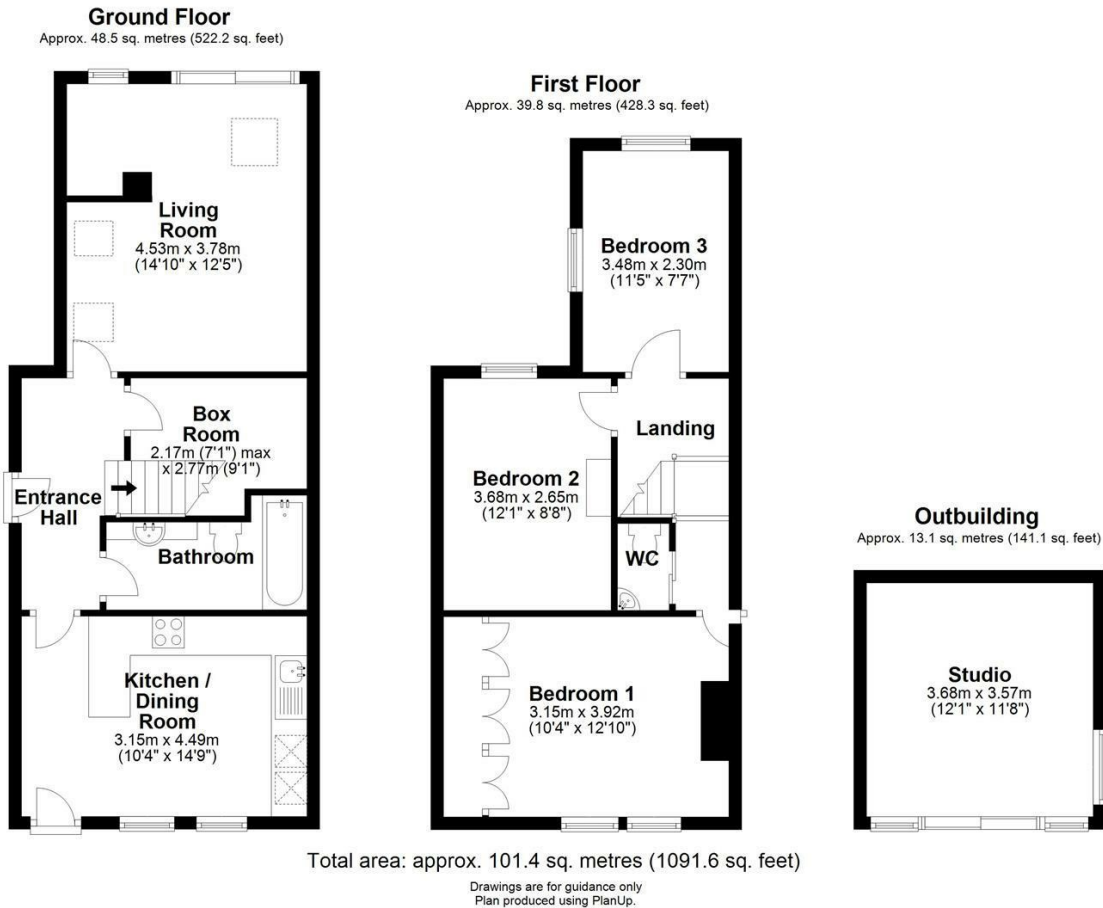 Ground Floor
Approx. 48.5 sq. metres (522.2 sq. feet)
Living
Room
4.53m x 3.78m
(14'10" x 12'5")
Box
Room
2.17m (7'1") max
x 2.77m (9'1")
Entrance
Hall
Bathroom
Kitchen /
Dining
Room
3.15m x 4.49m
(10'4" x 14'9")
First Floor
Approx. 39.8 sq. metres (428.3 sq. feet)
Bedroom 3
3.48m x 2.30m
(11'5" x 7'7")
Landing
Bedroom 2
3.68m x 2.65m
(12'1" x 8'8")
WC
Bedroom 1
3.15m x 3.92m
(10'4" x 12'10")
Outbuilding
Approx. 13.1 sq. metres (141.1 sq. feet)
Studio
3.68m x 3.57m
(12'1" x 11'8")
Total area: approx. 101.4 sq. metres (1091.6 sq. feet)
Drawings are for guidance only
Plan produced using PlanUp.